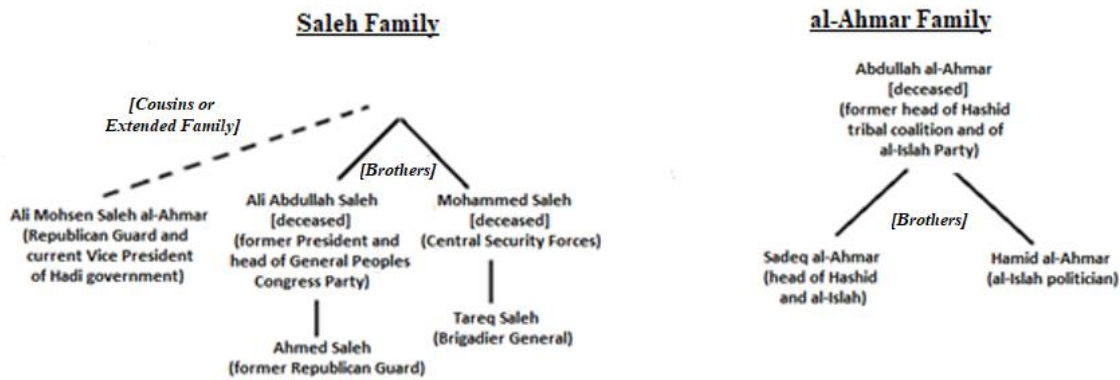 Saleh Family
[Cousins or
Extended Family]
[Brothers]
Ali Mohsen Saleh al-Ahmar
(Republican Guard and
current Vice President
of Hadi government)
Ali Abdullah Saleh
[deceased]
(former President and
head of General Peoples
Congress Party)
Mohammed Saleh
[deceased]
(Central Security Forces)
Ahmed Saleh
(former Republican Guard)
Tareq Saleh
(Brigadier General)
al-Ahmar Family
Abdullah al-Ahmar
[deceased]
(former head of Hashid
tribal coalition and of
al-Islah Party)
[Brothers]
Sadeq al-Ahmar
(head of Hashid
and al-Islah)
Hamid al-Ahmar
(al-Islah politician)